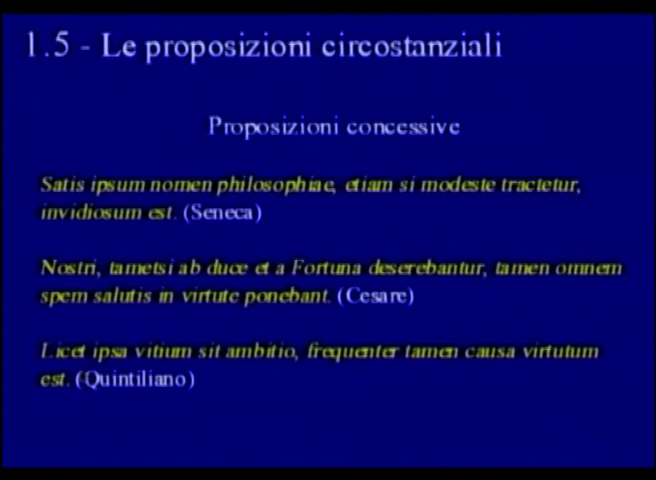 1.5 - Le proposizioni circostanziali
Proposizioni concessive
Satis ipsum nomen philosophiae, etiam si modeste tractetur,
invidiosum est. (Seneca)
Nostri, tametsi ab duce et a Fortuna deserebantur, tamen omnem
spem salutis in virtute ponebant. (Cesare)
Licet ipsa vitium sit ambitio, frequenter tamen causa virtutum
est. (Quintiliano)